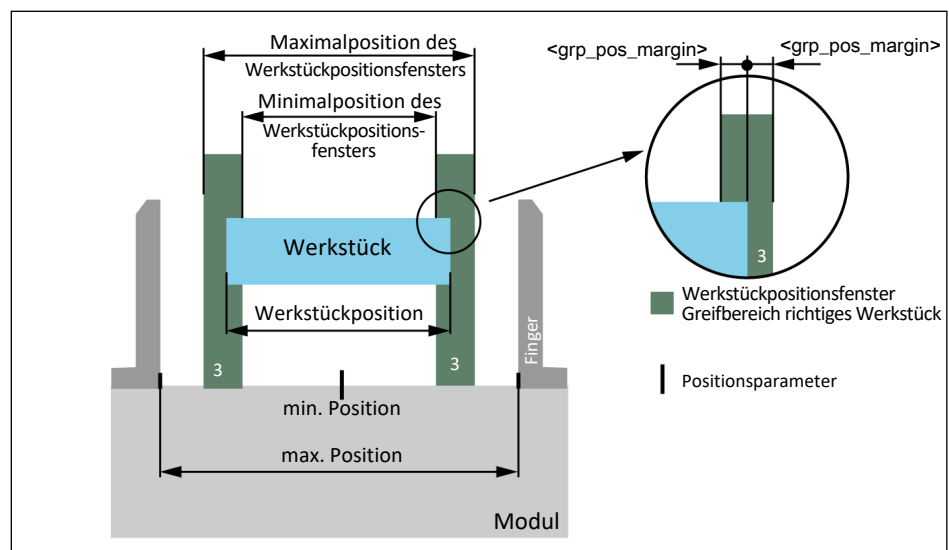 Maximalposition des
Werkstückpositionsfensters
Minimalposition des
Werkstückpositions-
fensters
<grp_pos_margin>
<grp_pos_margin>
Werkstück
Werkstückposition
3
3
3
Finger
Werkstückpositionsfenster
Greifbereich richtiges Werkstück
Positionsparameter
min. Position
max. Position
Modul